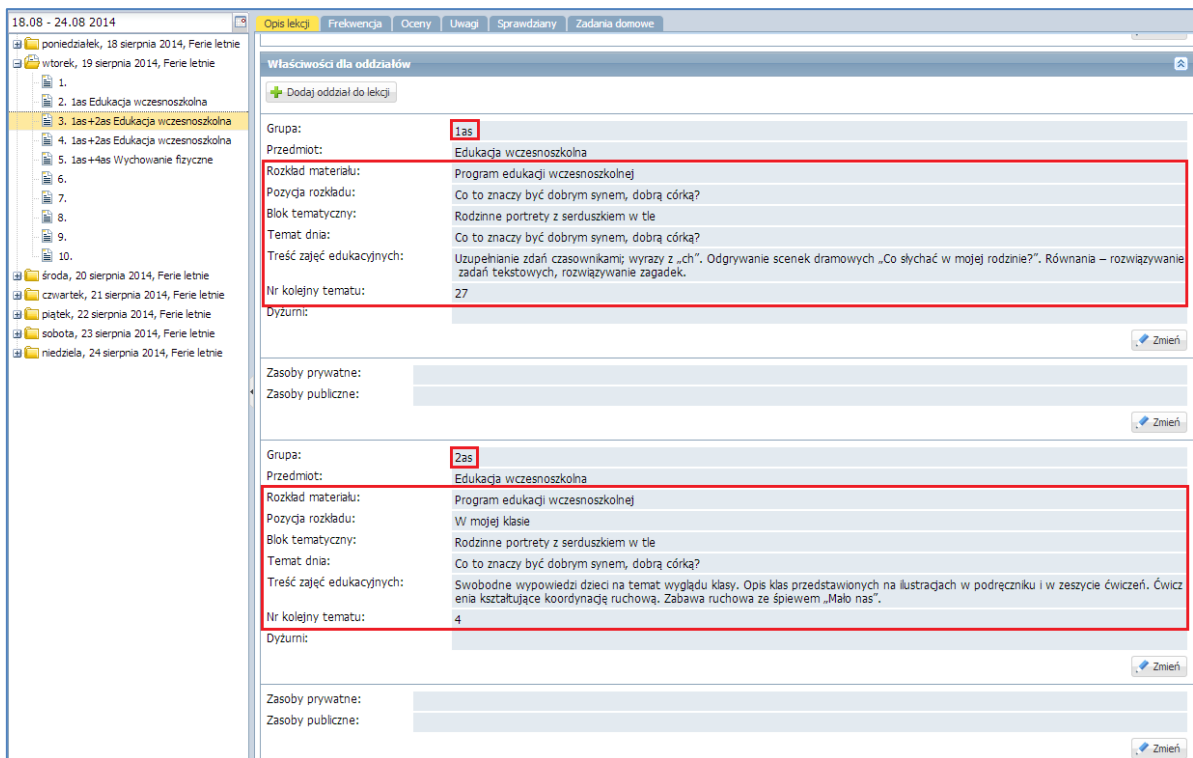 18.08 - 24.08 2014
poniedziałek, 18 sierpnia 2014, Ferie letnie
wtorek, 19 sierpnia 2014, Ferie letnie
1.
2. 1as Edukacja wczesnoszkolna
3. 1as+2as Edukacja wczesnoszkolna
4. 1as+2as Edukacja wczesnoszkolna
5. 1as+4as Wychowanie fizyczne
6.
7.
8.
9.
10.
środa, 20 sierpnia 2014, Ferie letnie
czwartek, 21 sierpnia 2014, Ferie letnie
piątek, 22 sierpnia 2014, Ferie letnie
sobota, 23 sierpnia 2014, Ferie letnie
niedziela, 24 sierpnia 2014, Ferie letnie
Opis lekcji Frekwencja Oceny Uwagi Sprawdziany Zadania domowe
Właściwości dla oddziałów
Dodaj oddział do lekcji
Grupa: 1as
Przedmiot: Edukacja wczesnoszkolna
Rozkład materiału: Program edukacji wczesnoszkolnej
Pozycja rozkładu: Co to znaczy być dobrym synem, dobrą córką?
Blok tematyczny: Rodzinne portrety z serduszkiem w tle
Temat dnia: Co to znaczy być dobrym synem, dobrą córką?
Treść zajęć edukacyjnych: Uzupełnianie zdań czasownikami; wyrazy z „ch”. Odgrywanie scenek dramowych „Co słychać w mojej rodzinie?”. Równania – rozwiązywanie
zadań tekstowych, rozwiązywanie zagadek.
Nr kolejny tematu: 27
Dyżurni:
Zmień
Zasoby prywatne:
Zasoby publiczne:
Zmień
Grupa: 2as
Przedmiot: Edukacja wczesnoszkolna
Rozkład materiału: Program edukacji wczesnoszkolnej
Pozycja rozkładu: W mojej klasie
Blok tematyczny: Rodzinne portrety z serduszkiem w tle
Temat dnia: Co to znaczy być dobrym synem, dobrą córką?
Treść zajęć edukacyjnych: Swobodne wypowiedzi dzieci na temat wyglądu klasy. Opis klas przedstawionych na ilustracjach w podręczniku i w zeszycie ćwiczeń. Ćwicz
enia kształtujące koordynację ruchową. Zabawa ruchowa ze śpiewem „Mało nas”.
Nr kolejny tematu: 4
Dyżurni:
Zmień
Zasoby prywatne:
Zasoby publiczne:
Zmień